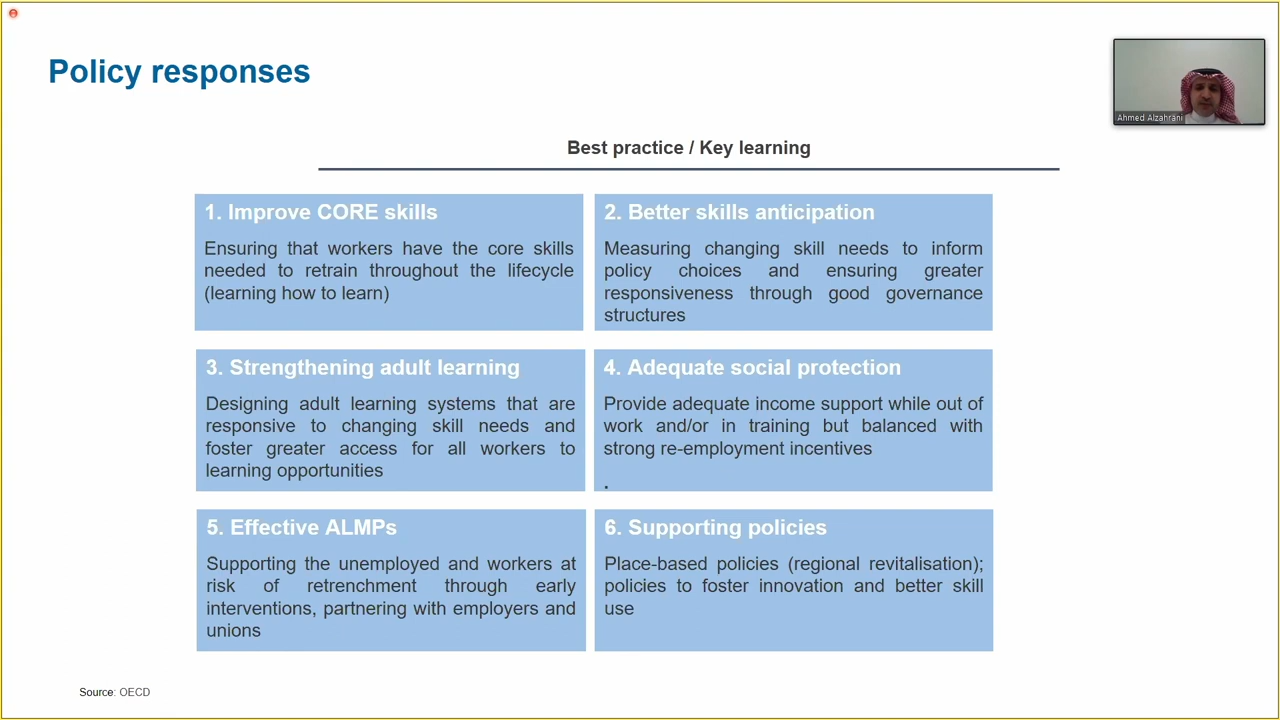 Policy responses
Ahmed Alzahrani
Best practice / Key learning
1. Improve CORE skills
Ensuring that workers have the core skills
needed to retrain throughout the lifecycle
(learning how to learn)
2. Better skills anticipation
Measuring changing skill needs to inform
policy choices and ensuring greater
responsiveness through good governance
structures
3. Strengthening adult learning
Designing adult learning systems that are
responsive to changing skill needs and
foster greater access for all workers to
learning opportunities
4. Adequate social protection
Provide adequate income support while out of
work and/or in training but balanced with
strong re-employment incentives
.
5. Effective ALMPs
Supporting the unemployed and workers at
risk of retrenchment through early
interventions, partnering with employers and
unions
6. Supporting policies
Place-based policies (regional revitalisation);
policies to foster innovation and better skill
use
Source: OECD